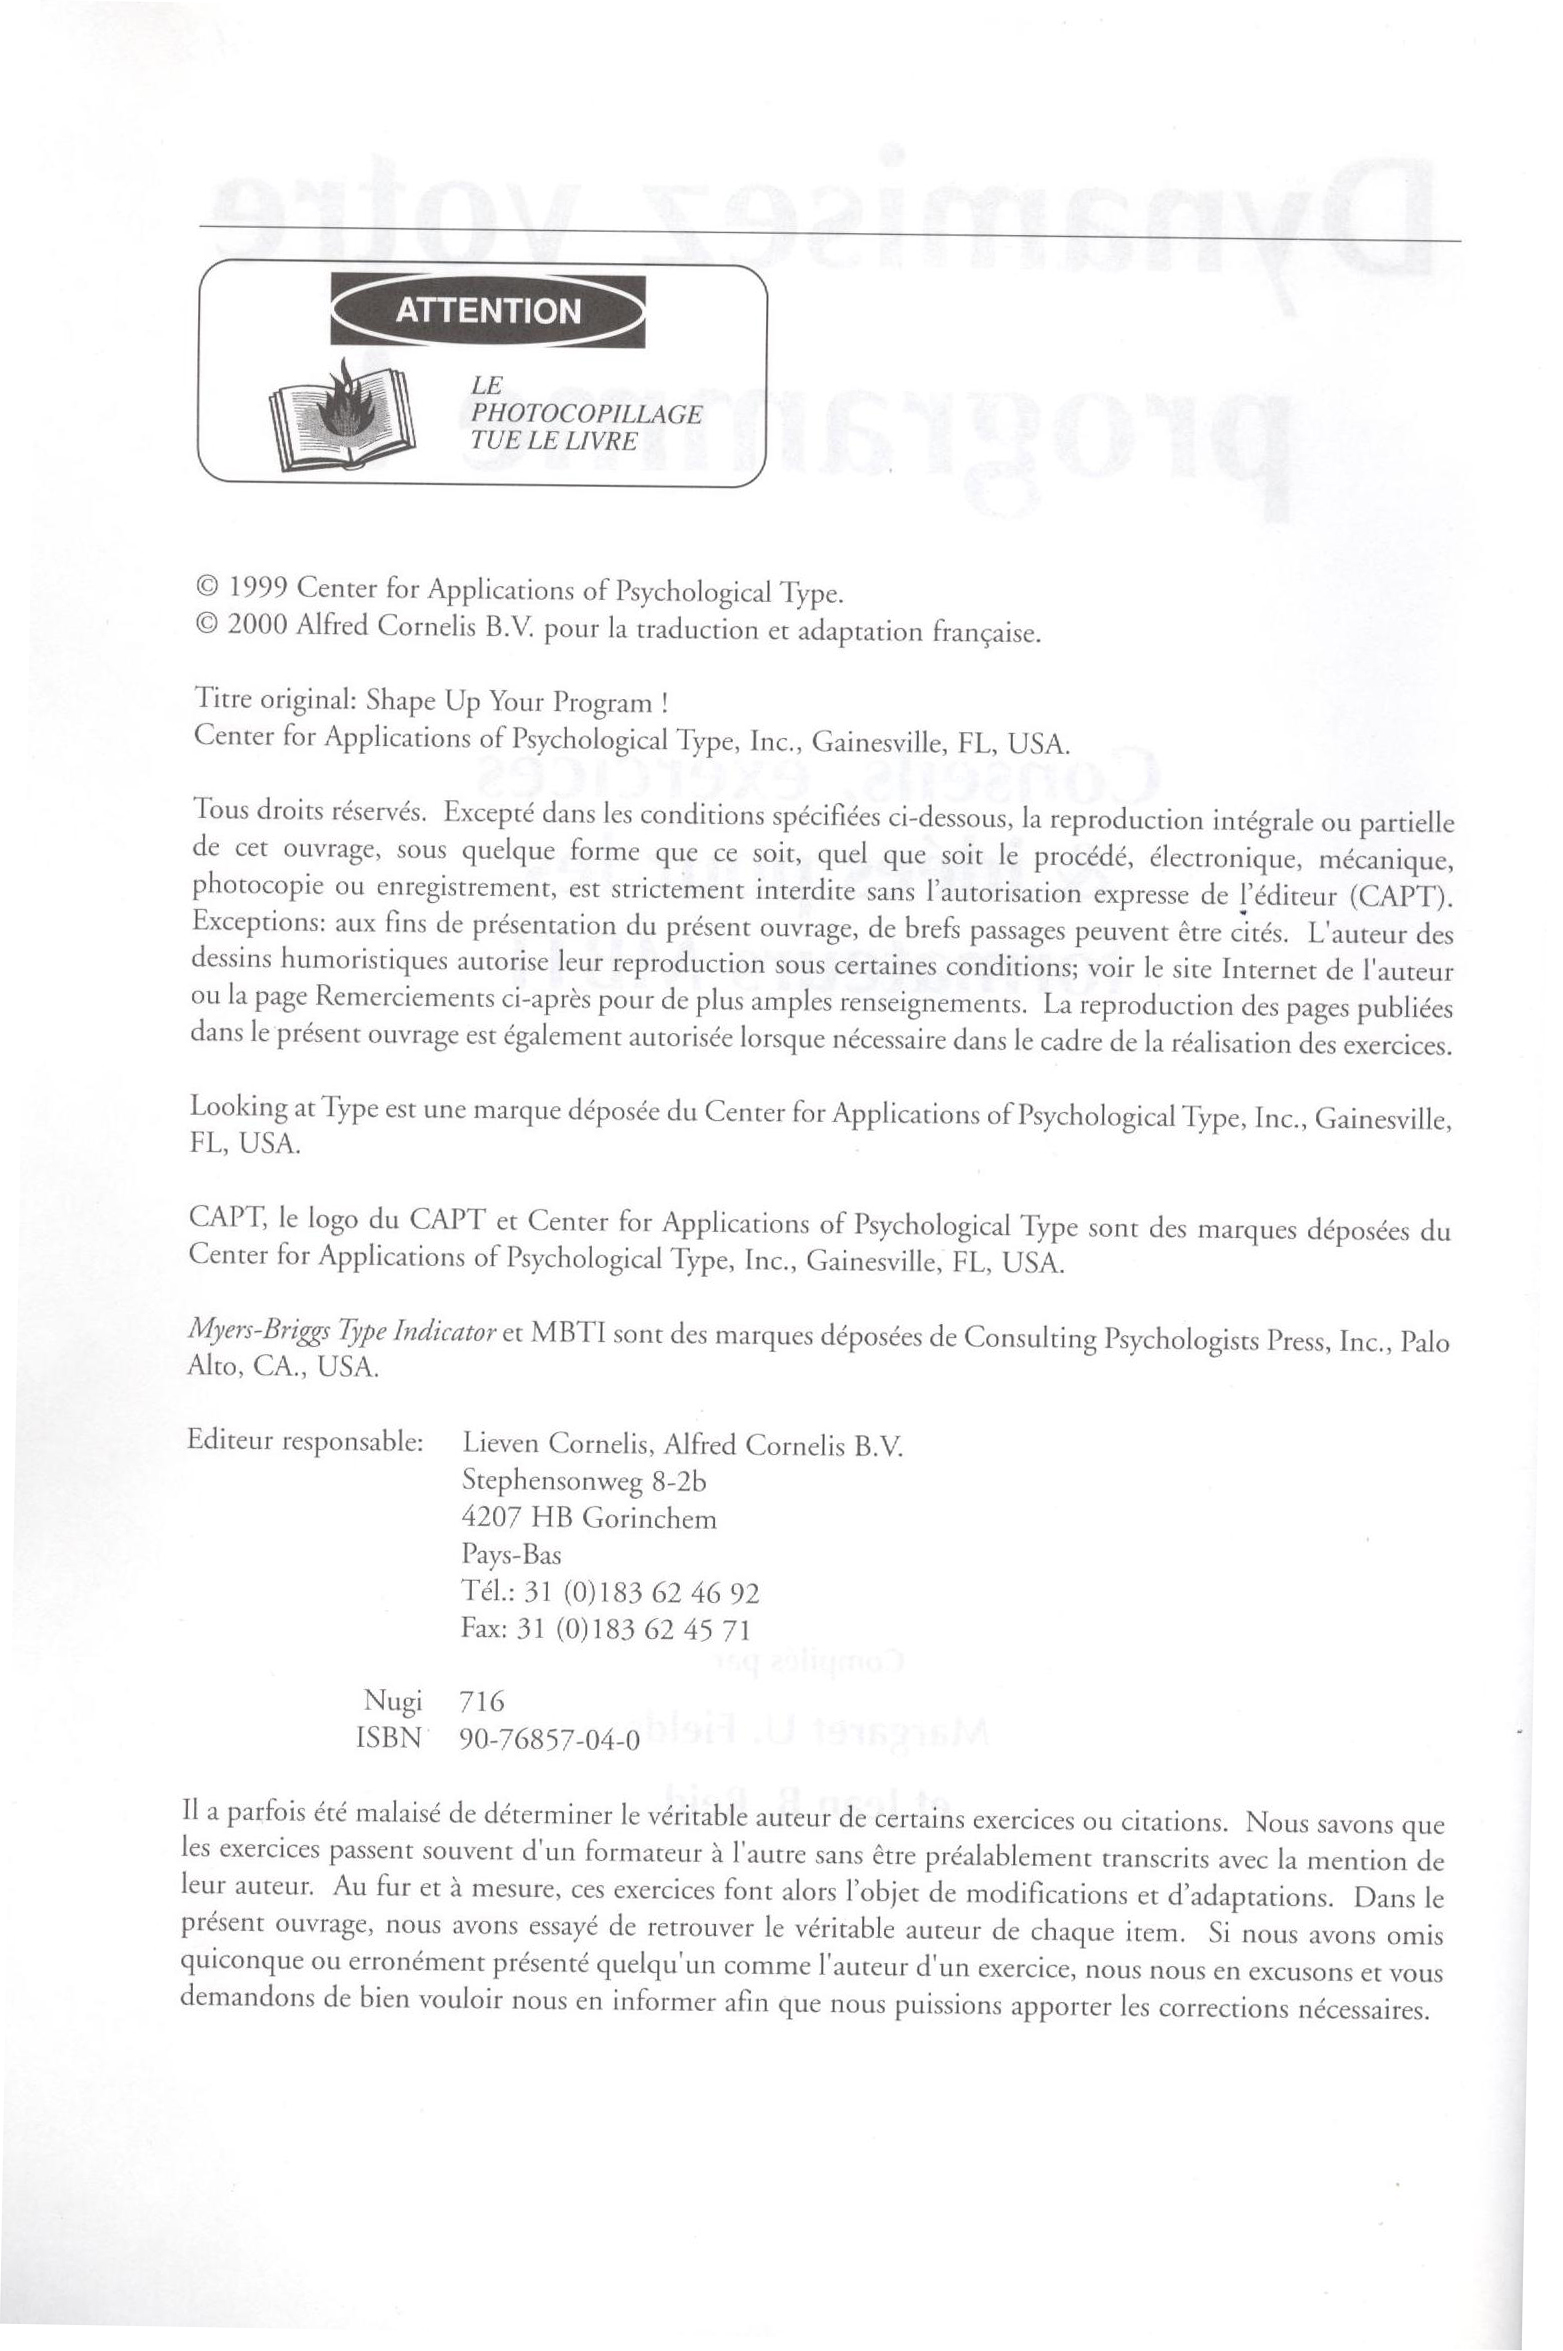 ATTENTION
LE
PHOTOCOPILLAGE
TUE LE LIVRE
© 1999 Center for Applications of Psychological Type.
© 2000 Alfred Cornelis B.V. pour la traduction et adaptation française.
Titre original: Shape Up Your Program !
Center for Applications of Psychological Type, Inc., Gainesville, FL, USA.
Tous droits réservés. Excepté dans les conditions spécifiées ci-dessous, la reproduction intégrale ou partielle
de cet ouvrage, sous quelque forme que ce soit, quel que soit le procédé, électronique, mécanique,
photocopie ou enregistrement, est strictement interdite sans l'autorisation expresse de l'éditeur (CAPT).
Exceptions: aux fins de présentation du présent ouvrage, de brefs passages peuvent être cités. L'auteur des
dessins humoristiques autorise leur reproduction sous certaines conditions; voir le site Internet de l'auteur
ou la page Remerciements ci-après pour de plus amples renseignements. La reproduction des pages publiées
dans le présent ouvrage est également autorisée lorsque nécessaire dans le cadre de la réalisation des exercices.
Looking at Type est une marque déposée du Center for Applications of Psychological Type, Inc., Gainesville,
FL, USA.
CAPT, le logo du CAPT et Center for Applications of Psychological Type sont des marques déposées du
Center for Applications of Psychological Type, Inc., Gainesville, FL, USA.
Myers-Briggs Type Indicator et MBTI sont des marques déposées de Consulting Psychologists Press, Inc., Palo
Alto, CA., USA.
Editeur responsable: Lieven Cornelis, Alfred Cornelis B.V.
Stephensonweg 8-2b
4207 HB Gorinchem
Pays-Bas
Tél.: 31 (0)183 62 46 92
Fax: 31 (0)183 62 45 71
Nugi 716
ISBN 90-76857-04-0
Il a parfois été malaisé de déterminer le véritable auteur de certains exercices ou citations. Nous savons que
les exercices passent souvent d'un formateur à l'autre sans être préalablement transcrits avec la mention de
leur auteur. Au fur et à mesure, ces exercices font alors l'objet de modifications et d'adaptations. Dans le
présent ouvrage, nous avons essayé de retrouver le véritable auteur de chaque item. Si nous avons omis
quiconque ou erronément présenté quelqu'un comme l'auteur d'un exercice, nous nous en excusons et vous
demandons de bien vouloir nous en informer afin que nous puissions apporter les corrections nécessaires.